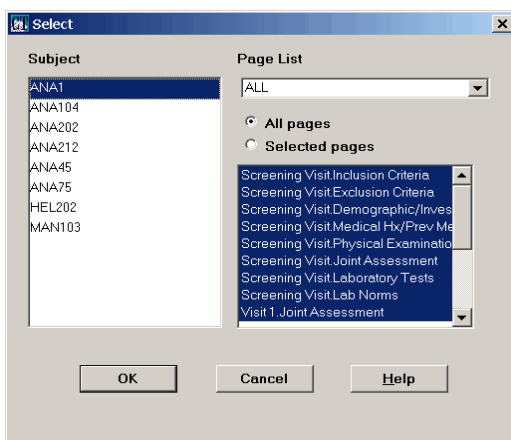 Select
Subject
Page List
ANA1
ANA104
ANA202
ANA212
ANA45
ANA75
HEL202
MAN103
ALL
All pages
Selected pages
Screening Visit.Inclusion Criteria
Screening Visit.Exclusion Criteria
Screening Visit.Demographic/Inves
Screening Visit.Medical Hx/Prev Me
Screening Visit.Physical Examinatio
Screening Visit.Joint Assessment
Screening Visit.Laboratory Tests
Screening Visit.Lab Norms
Visit 1.Joint Assessment
OK
Cancel
Help